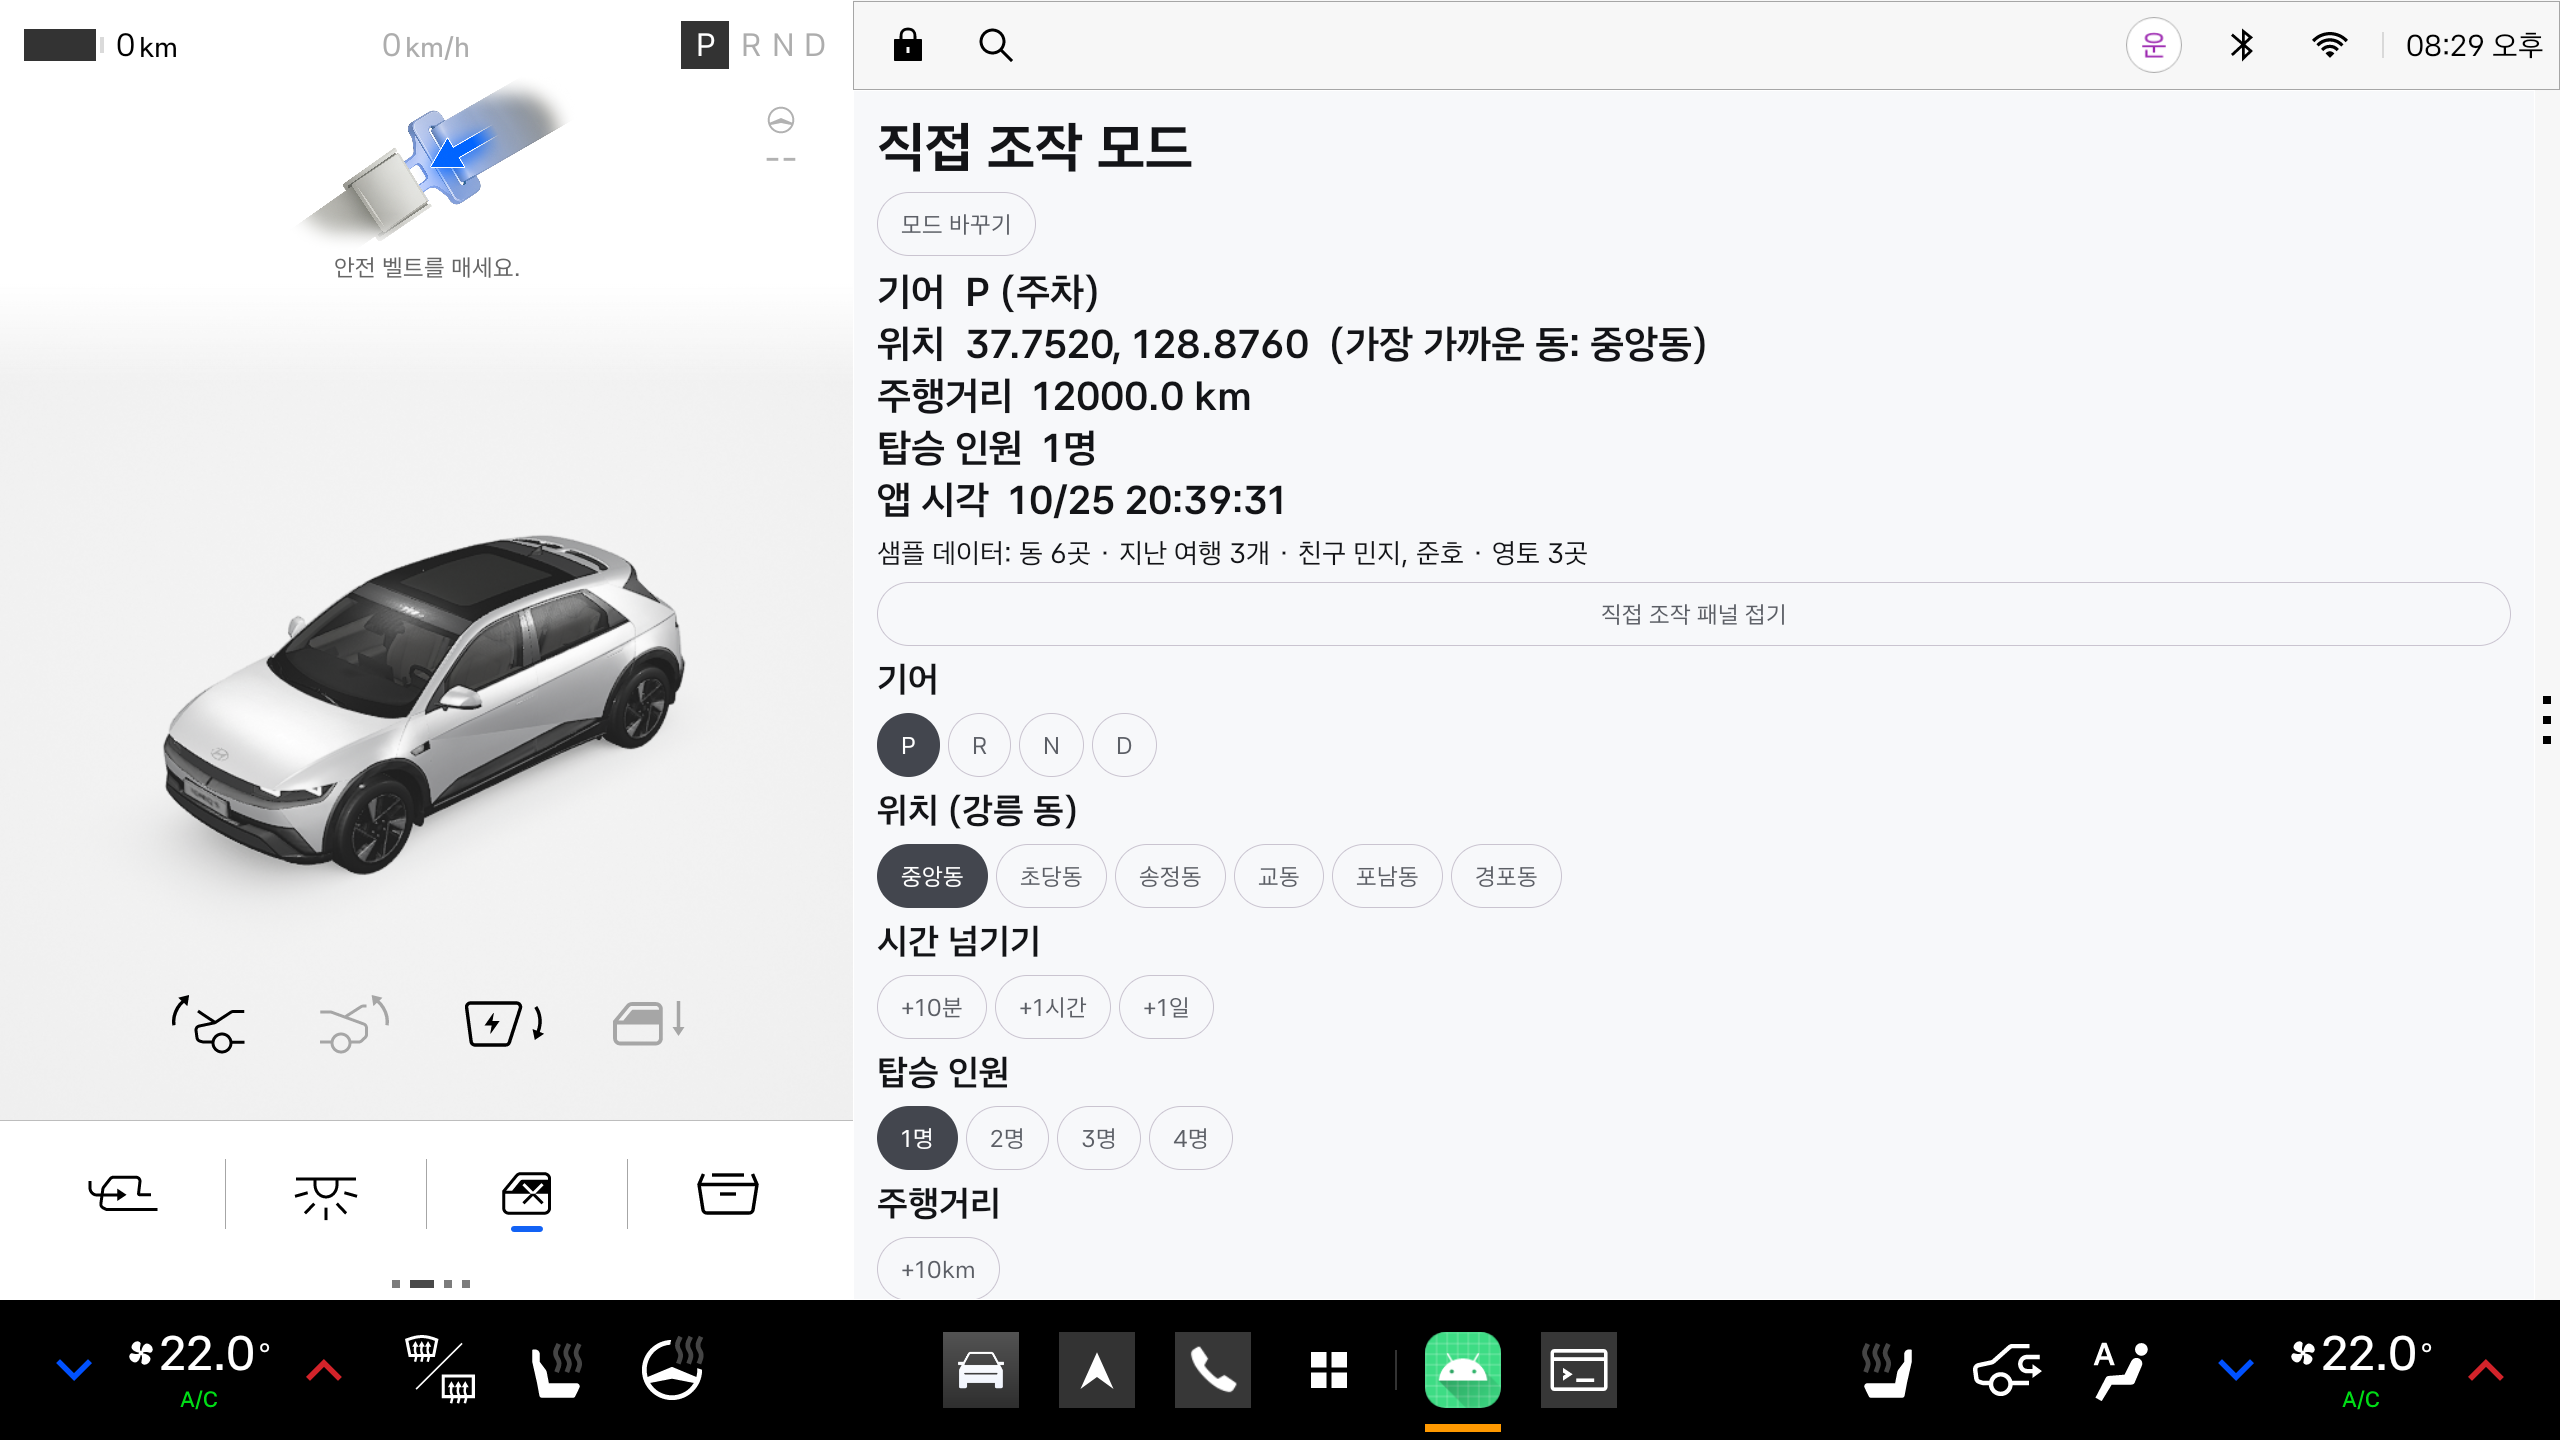 0 km
0 km/h
P R N D
운
08:29 오후
안전 벨트를 매세요.
직접 조작 모드
모드 바꾸기
기어 P (주차)
위치 37.7520, 128.8760 (가장 가까운 동: 중앙동)
주행거리 12000.0 km
탑승 인원 1명
앱 시각 10/25 20:39:31
샘플 데이터: 동 6곳 · 지난 여행 3개 · 친구 민지, 준호 · 영토 3곳
직접 조작 패널 접기
기어
P R N D
위치 (강릉 동)
중앙동 초당동 송정동 교동 포남동 경포동
시간 넘기기
+10분 +1시간 +1일
탑승 인원
1명 2명 3명 4명
주행거리
+10km
22.0°
A/C
A
22.0°
A/C